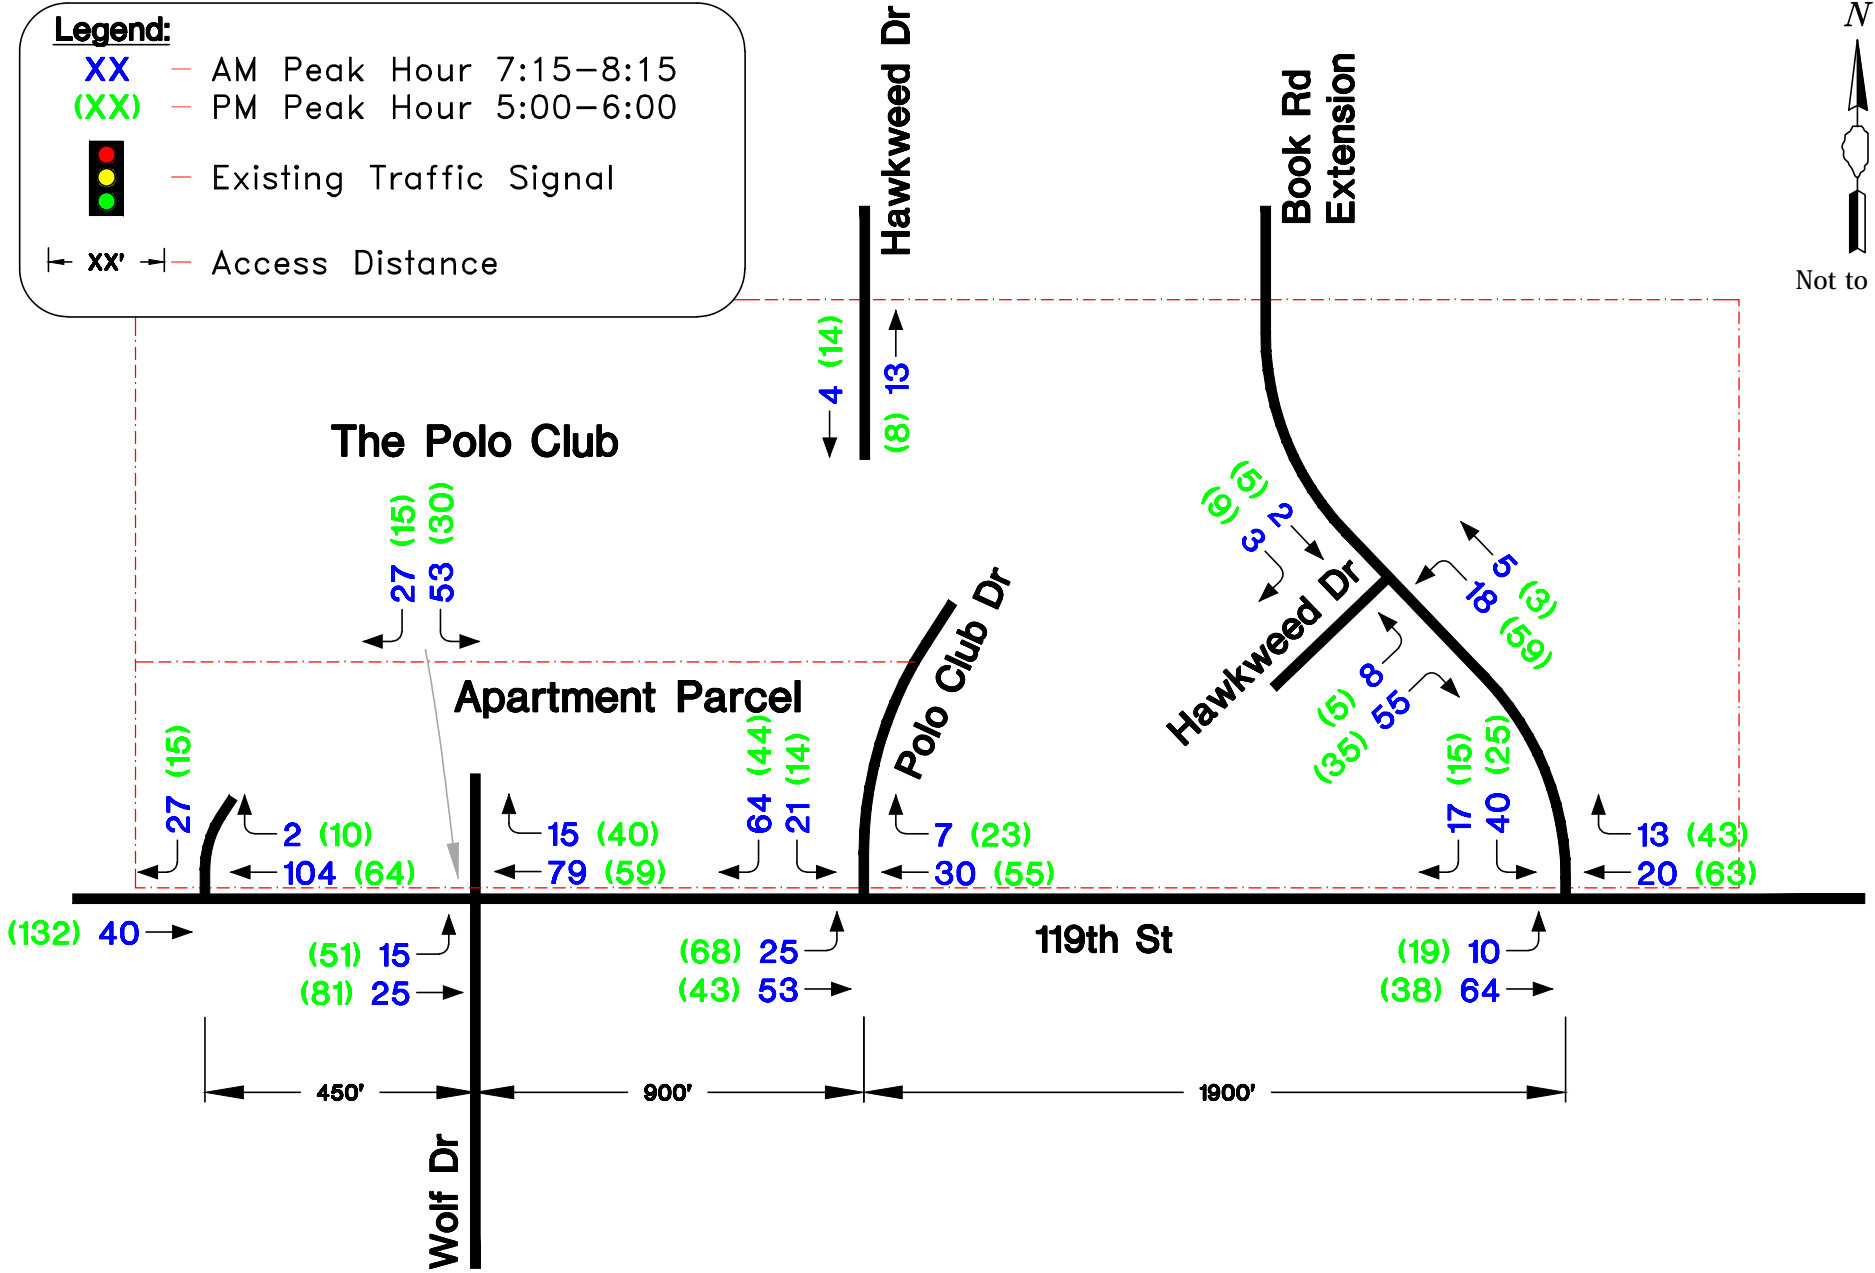 Legend:
XX – AM Peak Hour 7:15–8:15
(XX) – PM Peak Hour 5:00–6:00
Existing Traffic Signal
XX' – Access Distance
N
Not to
Hawkweed Dr
Book Rd
Extension
4 (14)
(8) 13
The Polo Club
27 (15)
53 (30)
(5) 2
(9) 3
5 (3)
18 (59)
Hawkweed Dr
(5) 8
(35) 55
Polo Club Dr
Apartment Parcel
27 (15)
2 (10)
104 (64)
15 (40)
79 (59)
64 (44)
21 (14)
7 (23)
30 (55)
17 (15)
40 (25)
13 (43)
20 (63)
(132) 40
(51) 15
(81) 25
(68) 25
(43) 53
119th St
(19) 10
(38) 64
450'
900'
1900'
Wolf Dr